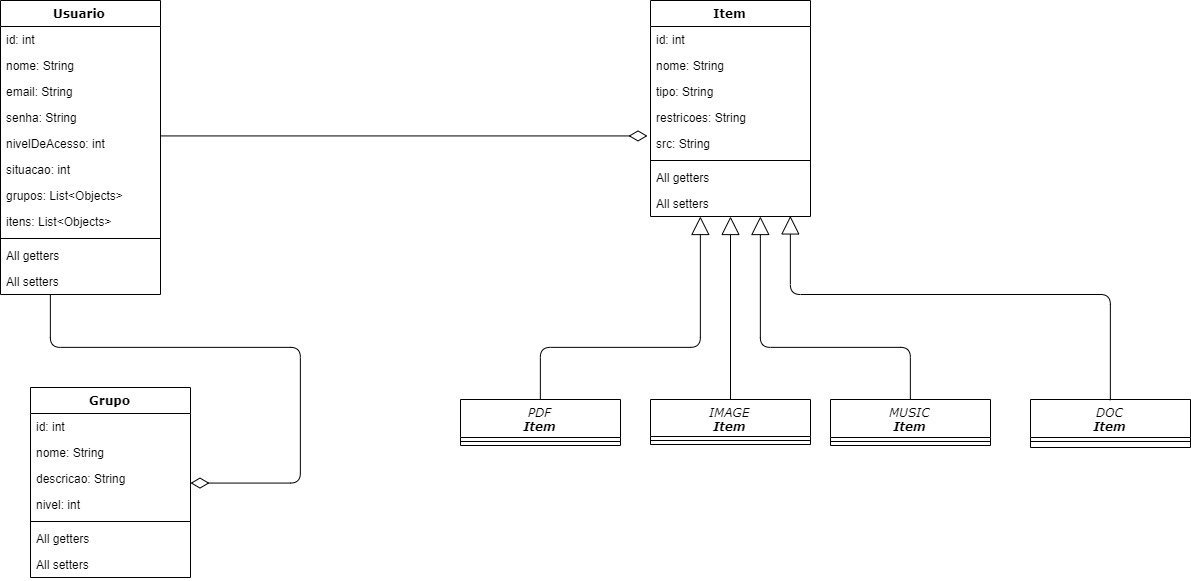 Usuario
id: int
nome: String
email: String
senha: String
nivelDeAcesso: int
situacao: int
grupos: List<Objects>
itens: List<Objects>
All getters
All setters
Item
id: int
nome: String
tipo: String
restricoes: String
src: String
All getters
All setters
Grupo
id: int
nome: String
descricao: String
nivel: int
All getters
All setters
PDF
Item
IMAGE
Item
MUSIC
Item
DOC
Item